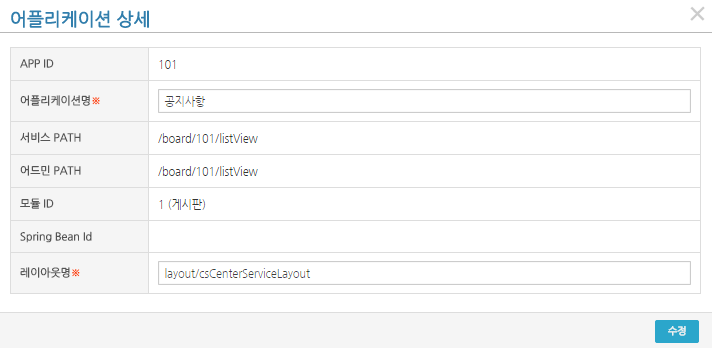 어플리케이션 상세
APP ID 101
어플리케이션명※ 공지사항
서비스 PATH /board/101/listView
어드민 PATH /board/101/listView
모듈 ID 1 (게시판)
Spring Bean Id
레이아웃명※ layout/csCenterServiceLayout
수정